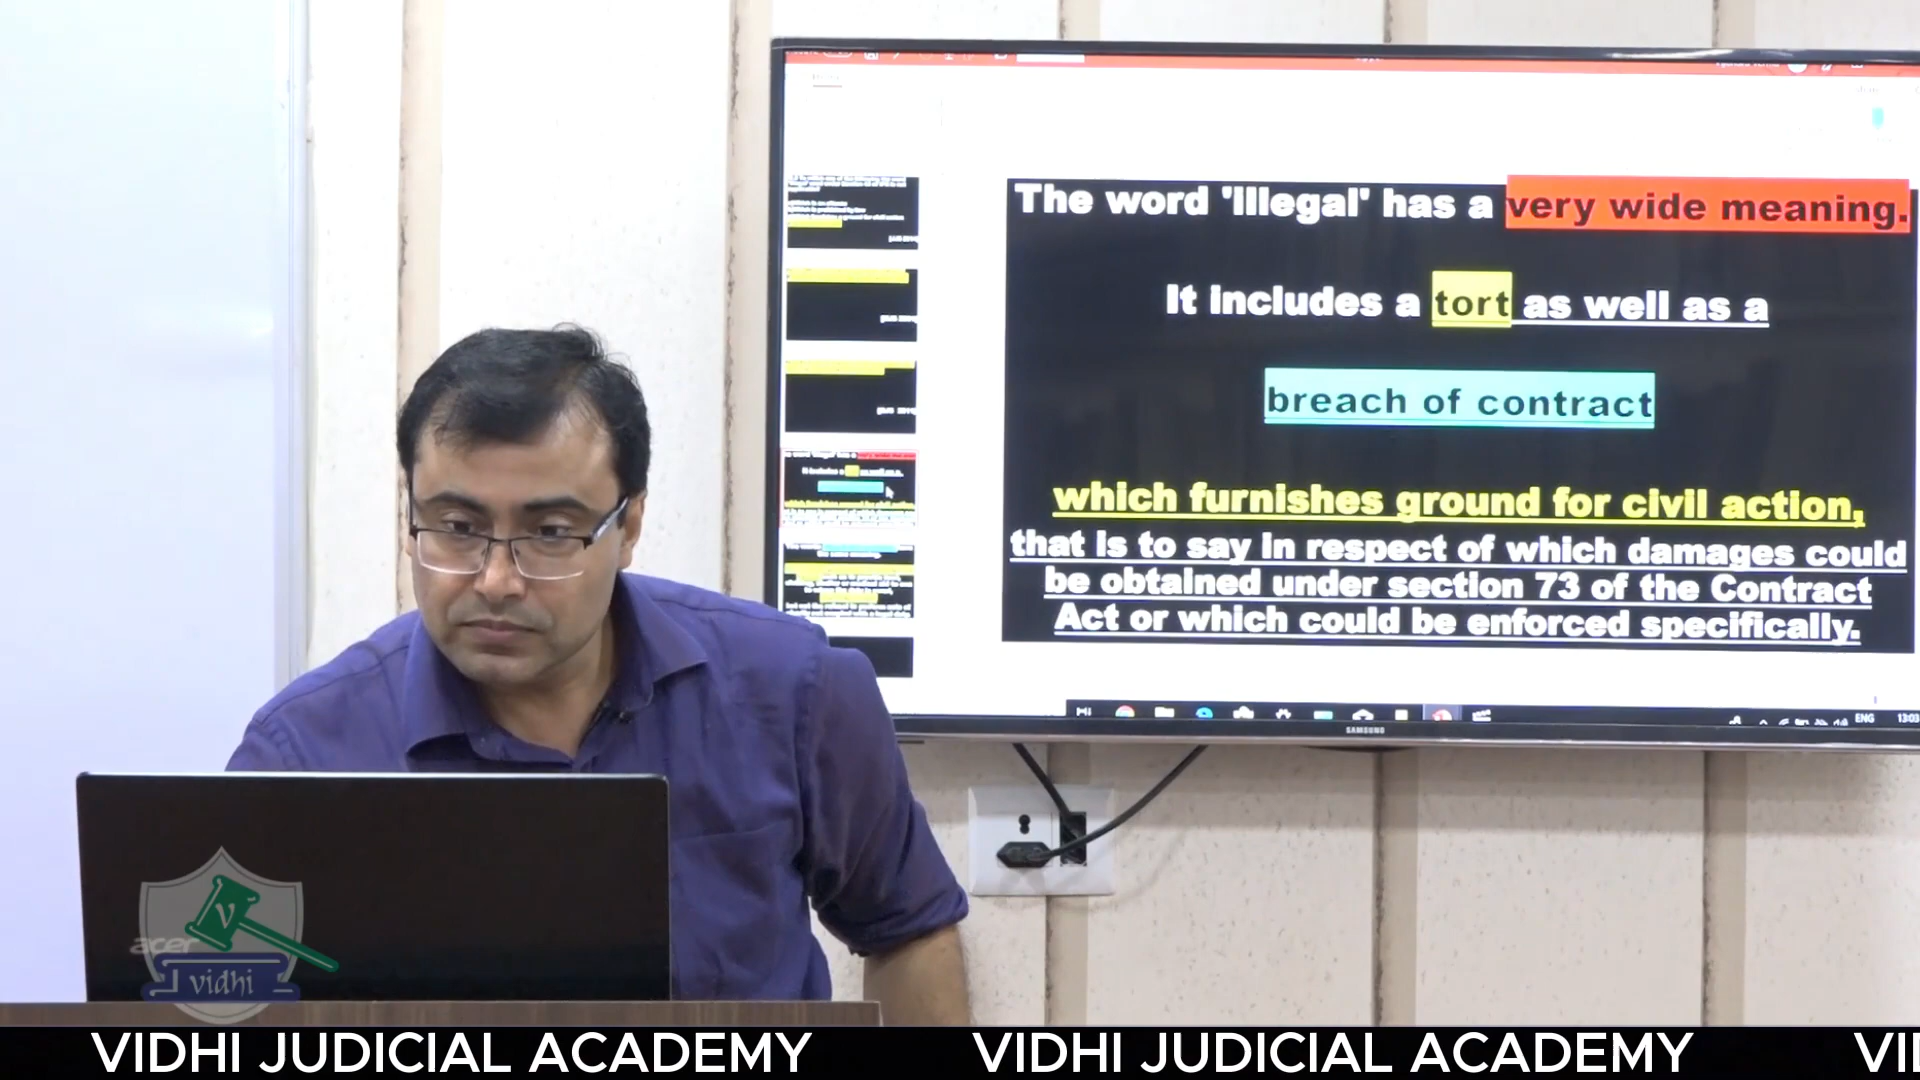 The word 'Illegal' has a very wide meaning.
It includes a tort as well as a
breach of contract
which furnishes ground for civil action,
that is to say in respect of which damages could
be obtained under section 73 of the Contract
Act or which could be enforced specifically.
ENG 13:03
SAMSUNG
acer
V
vidhi
VIDHI JUDICIAL ACADEMY VIDHI JUDICIAL ACADEMY VI